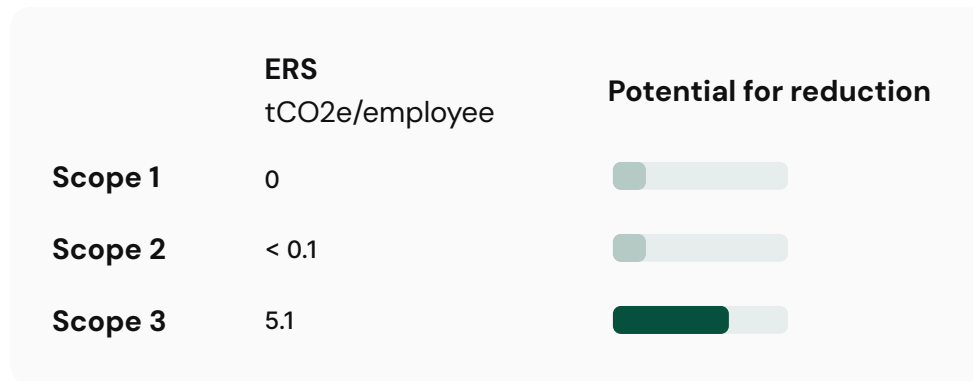 ERS
tCO2e/employee
Potential for reduction
Scope 1
0
Scope 2
< 0.1
Scope 3
5.1